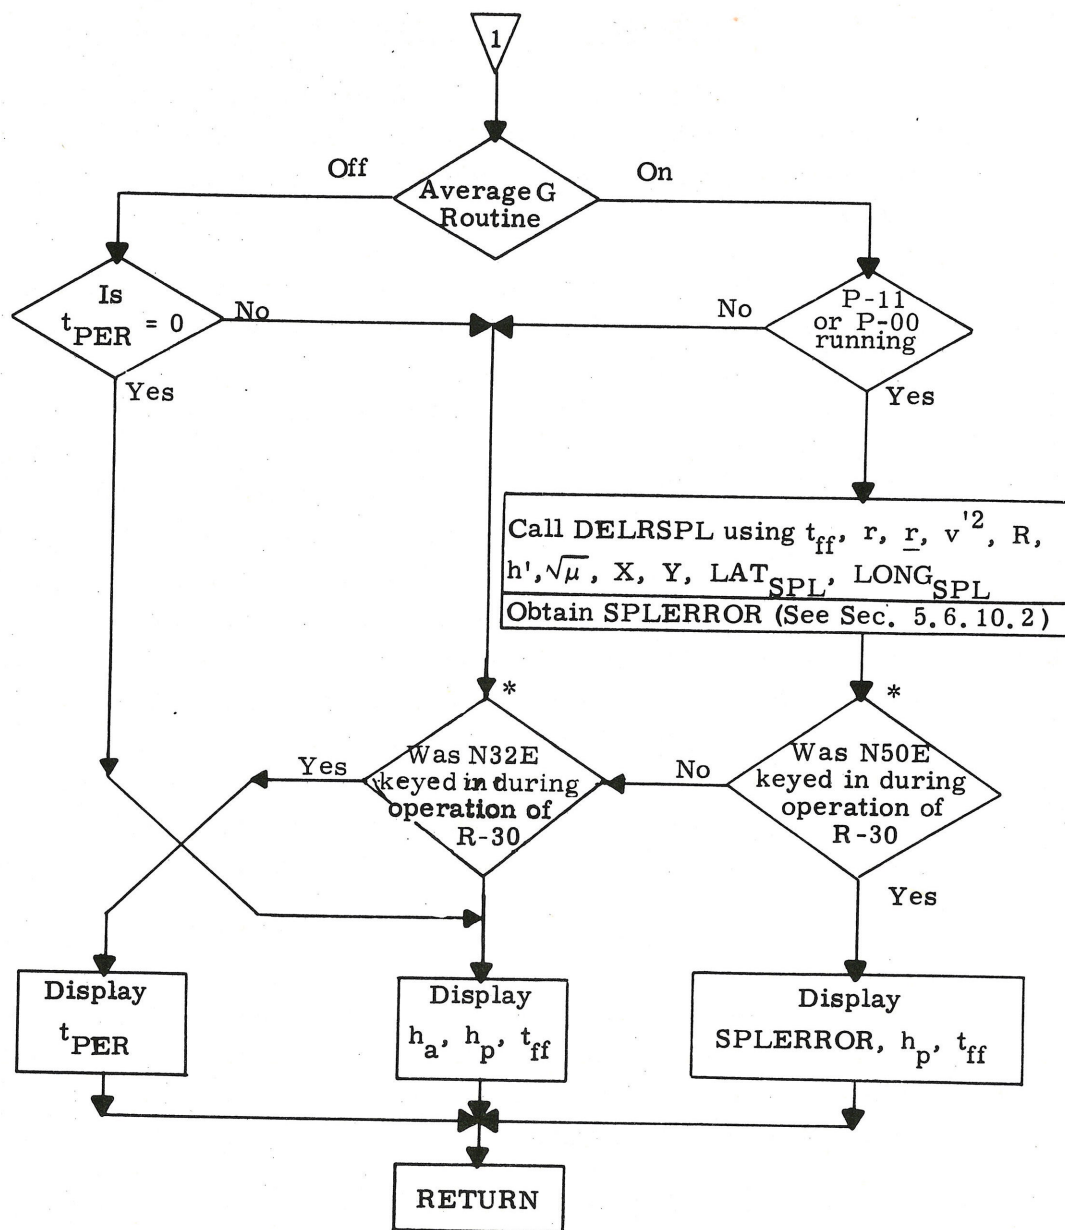 1
Off
On
Average G
Routine
Is
t_PER = 0
No
Yes
No
P-11
or P-00
running
Yes
Call DELRSPL using t_ff, r, r, v'², R,
h', √μ, X, Y, LAT_SPL, LONG_SPL
Obtain SPLERROR (See Sec. 5.6.10.2)
*
*
Yes
Was N32E
keyed in during
operation of
R-30
No
Was N50E
keyed in during
operation of
R-30
Yes
Display
t_PER
Display
h_a, h_p, t_ff
Display
SPLERROR, h_p, t_ff
RETURN